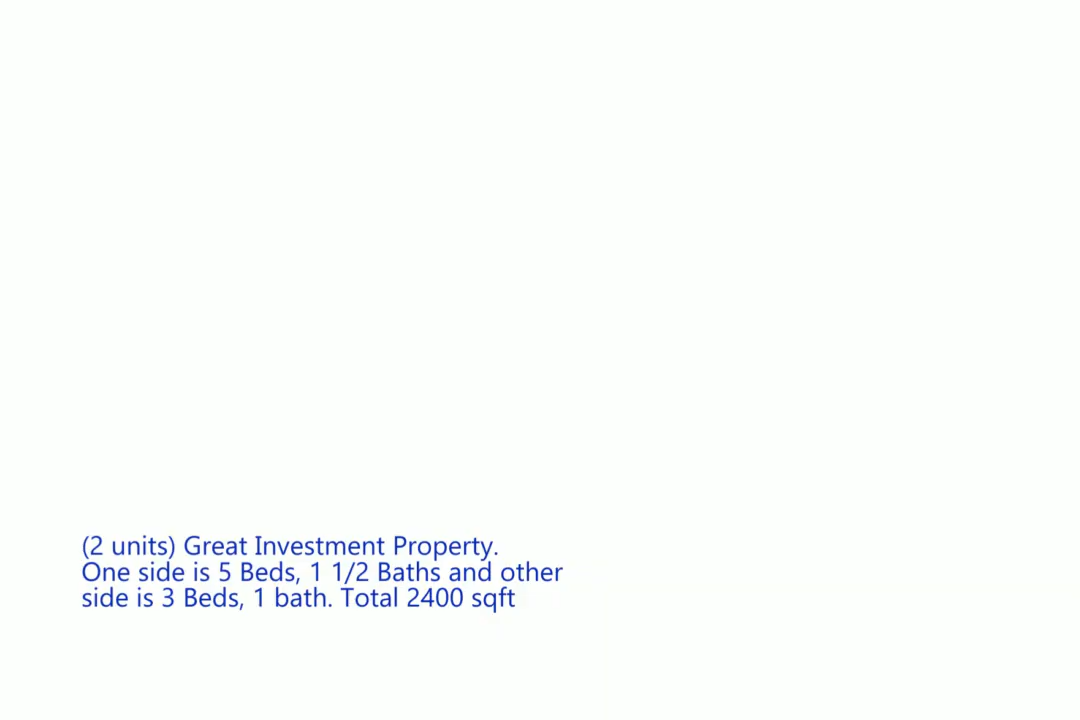 (2 units) Great Investment Property.
One side is 5 Beds, 1 1/2 Baths and other
side is 3 Beds, 1 bath. Total 2400 sqft